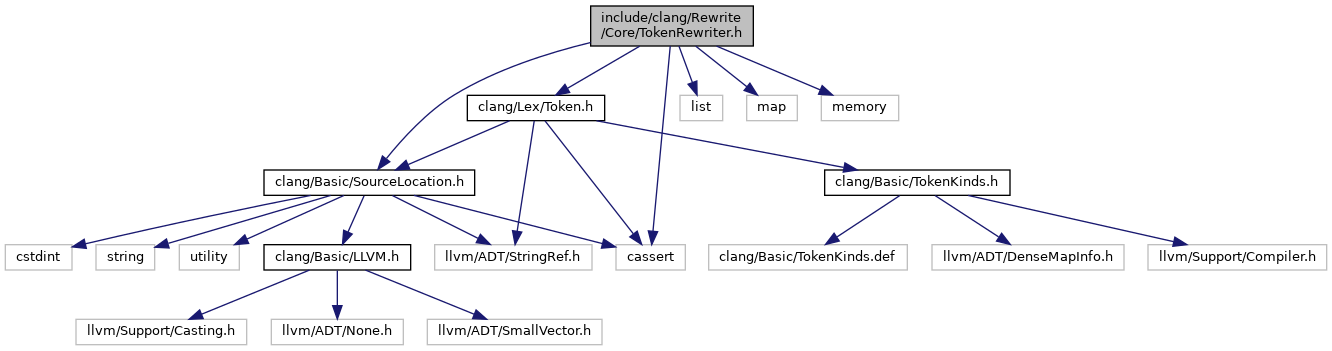 include/clang/Rewrite
/Core/TokenRewriter.h
clang/Lex/Token.h
list
map
memory
clang/Basic/SourceLocation.h
clang/Basic/TokenKinds.h
cstdint
string
utility
clang/Basic/LLVM.h
llvm/ADT/StringRef.h
cassert
clang/Basic/TokenKinds.def
llvm/ADT/DenseMapInfo.h
llvm/Support/Compiler.h
llvm/Support/Casting.h
llvm/ADT/None.h
llvm/ADT/SmallVector.h